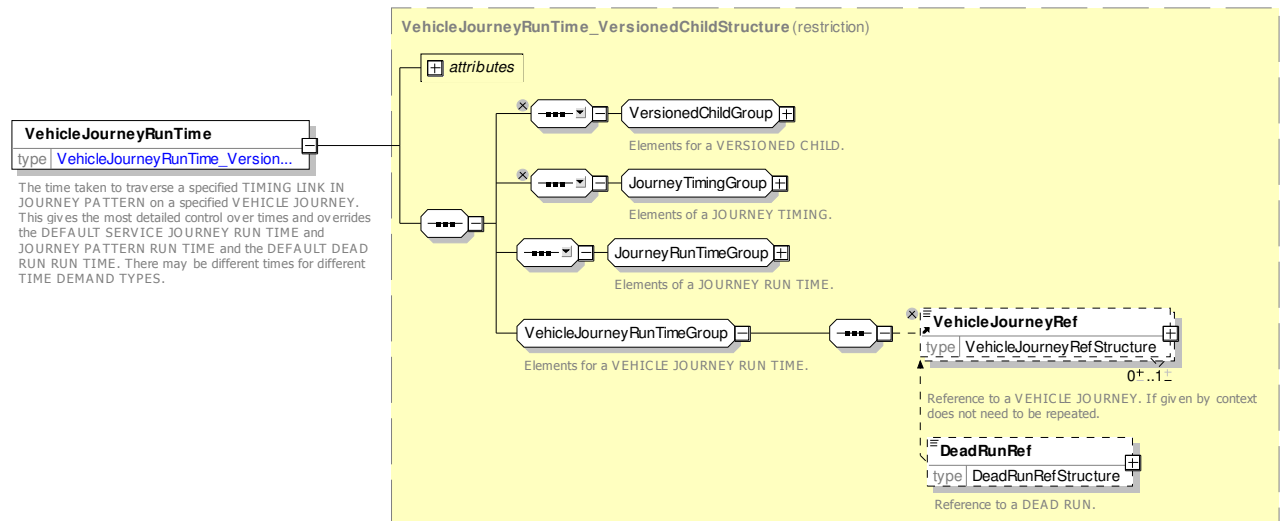 VehicleJourneyRunTime_VersionedChildStructure (restriction)
attributes
VersionedChildGroup
Elements for a VERSIONED CHILD.
VehicleJourneyRunTime
type VehicleJourneyRunTime_Version...
The time taken to traverse a specified TIMING LINK IN
JOURNEY PATTERN on a specified VEHICLE JOURNEY.
This gives the most detailed control over times and overrides
the DEFAULT SERVICE JOURNEY RUN TIME and
JOURNEY PATTERN RUN TIME and the DEFAULT DEAD
RUN RUN TIME. There may be different times for different
TIME DEMAND TYPES.
JourneyTimingGroup
Elements of a JOURNEY TIMING.
JourneyRunTimeGroup
Elements of a JOURNEY RUN TIME.
VehicleJourneyRunTimeGroup
Elements for a VEHICLE JOURNEY RUN TIME.
VehicleJourneyRef
type VehicleJourneyRefStructure
0..1
Reference to a VEHICLE JOURNEY. If given by context
does not need to be repeated.
DeadRunRef
type DeadRunRefStructure
Reference to a DEAD RUN.